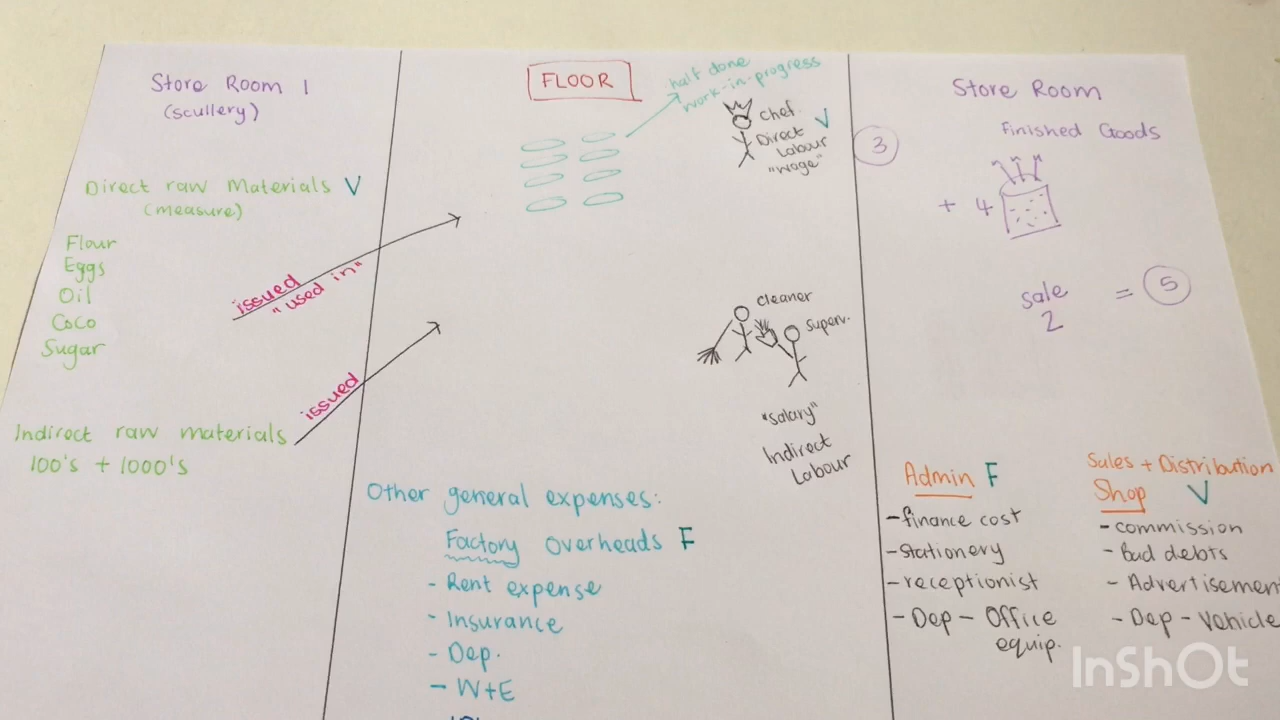 Store Room 1
(scullery)
Direct raw Materials V
(measure)
Flour
Eggs
Oil
Coco
Sugar
issued
"used in"
issued
Indirect raw materials
100's + 1000's
FLOOR
half done
work-in-progress
chef
Direct V
Labour
"wage"
cleaner
Superv.
"salary"
Indirect
Labour
Other general expenses:
Factory overheads F
- Rent expense
- Insurance
- Dep.
- W+E
Store Room
Finished Goods
3
+ 4
sale = 5
2
Admin F
- finance cost
- Stationery
- receptionist
- Dep - Office
equip.
Sales + Distribution
Shop V
- commission
- Bad debts
- Advertisement
- Dep - Vehicle
InShOt